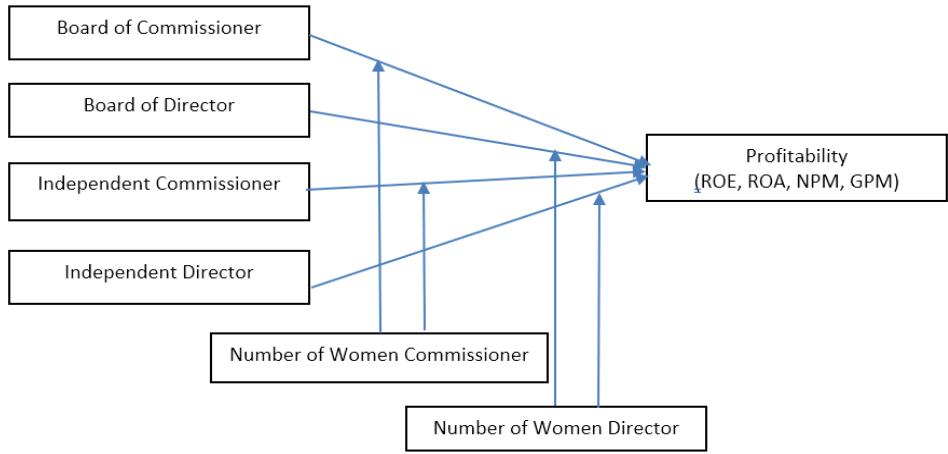 Board of Commissioner
Board of Director
Independent Commissioner
Independent Director
Profitability
(ROE, ROA, NPM, GPM)
Number of Women Commissioner
Number of Women Director